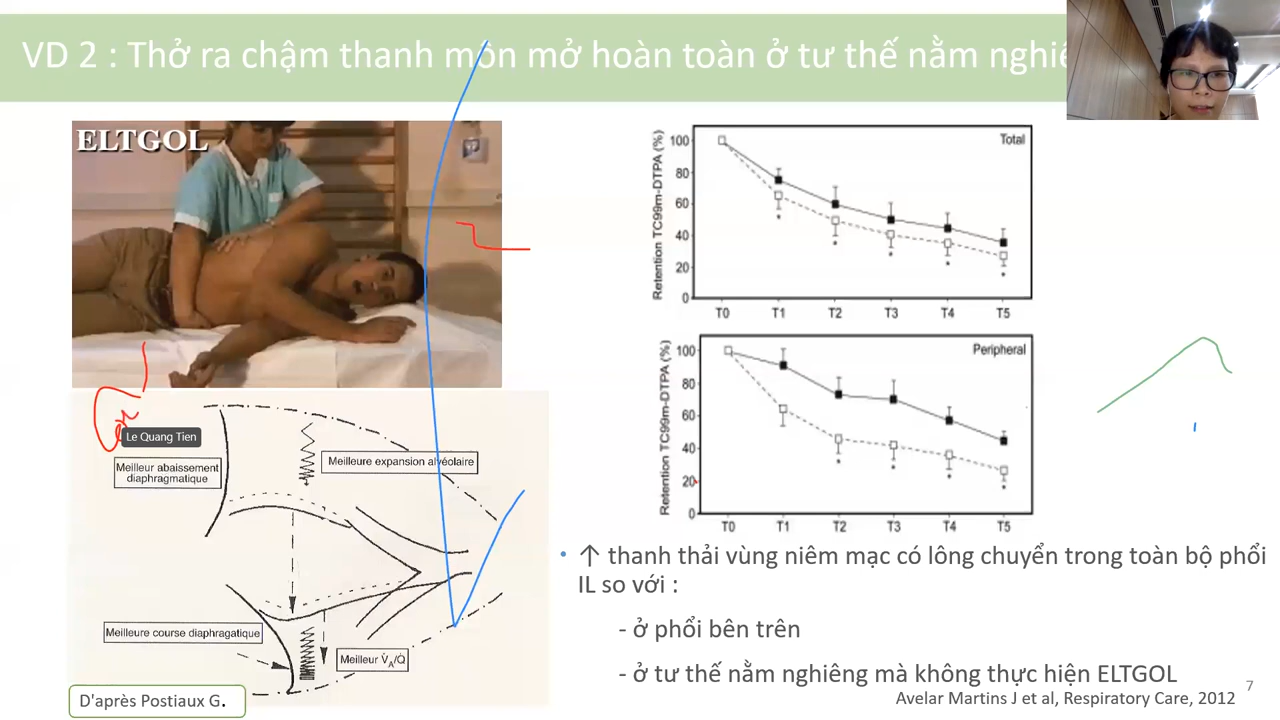 VD 2 : Thở ra chậm thanh môn mở hoàn toàn ở tư thế nằm nghiê
ELTGOL
Le Quang Tien
Meilleur abaissement
diaphragmatique
Meilleure expansion alvéolaire
Meilleure course diaphragatique
Meilleur V̇A/Q̇
D'après Postiaux G.
Total
Retention TC99m-DTPA (%)
100
80
60
40
20
0
T0 T1 T2 T3 T4 T5
Peripheral
Retention TC99m-DTPA (%)
100
80
60
40
20
0
T0 T1 T2 T3 T4 T5
• ↑ thanh thải vùng niêm mạc có lông chuyển trong toàn bộ phổi
IL so với :
- ở phổi bên trên
- ở tư thế nằm nghiêng mà không thực hiện ELTGOL
Avelar Martins J et al, Respiratory Care, 2012
7